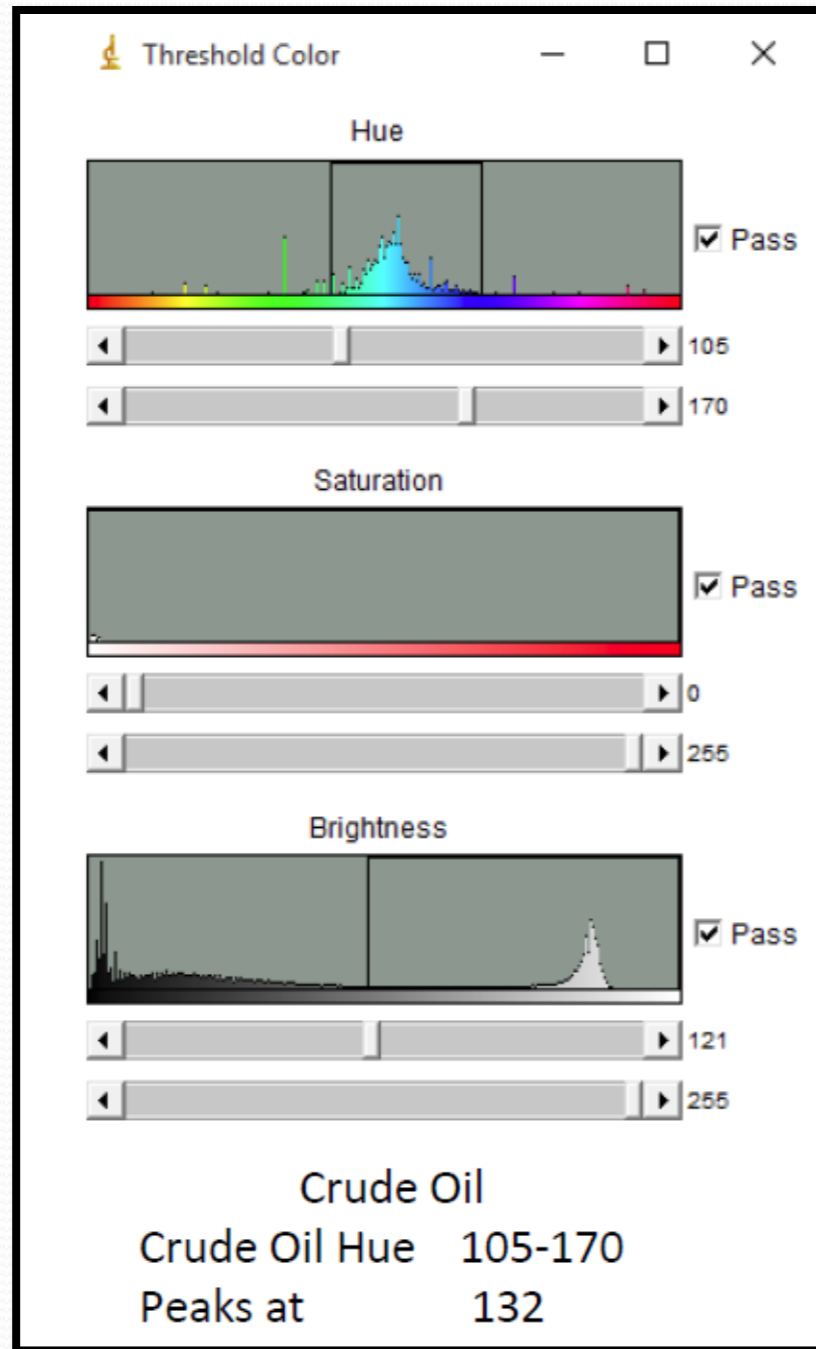 Threshold Color
Hue
Pass
105
170
Saturation
Pass
0
255
Brightness
Pass
121
255
Crude Oil
Crude Oil Hue 105-170
Peaks at 132